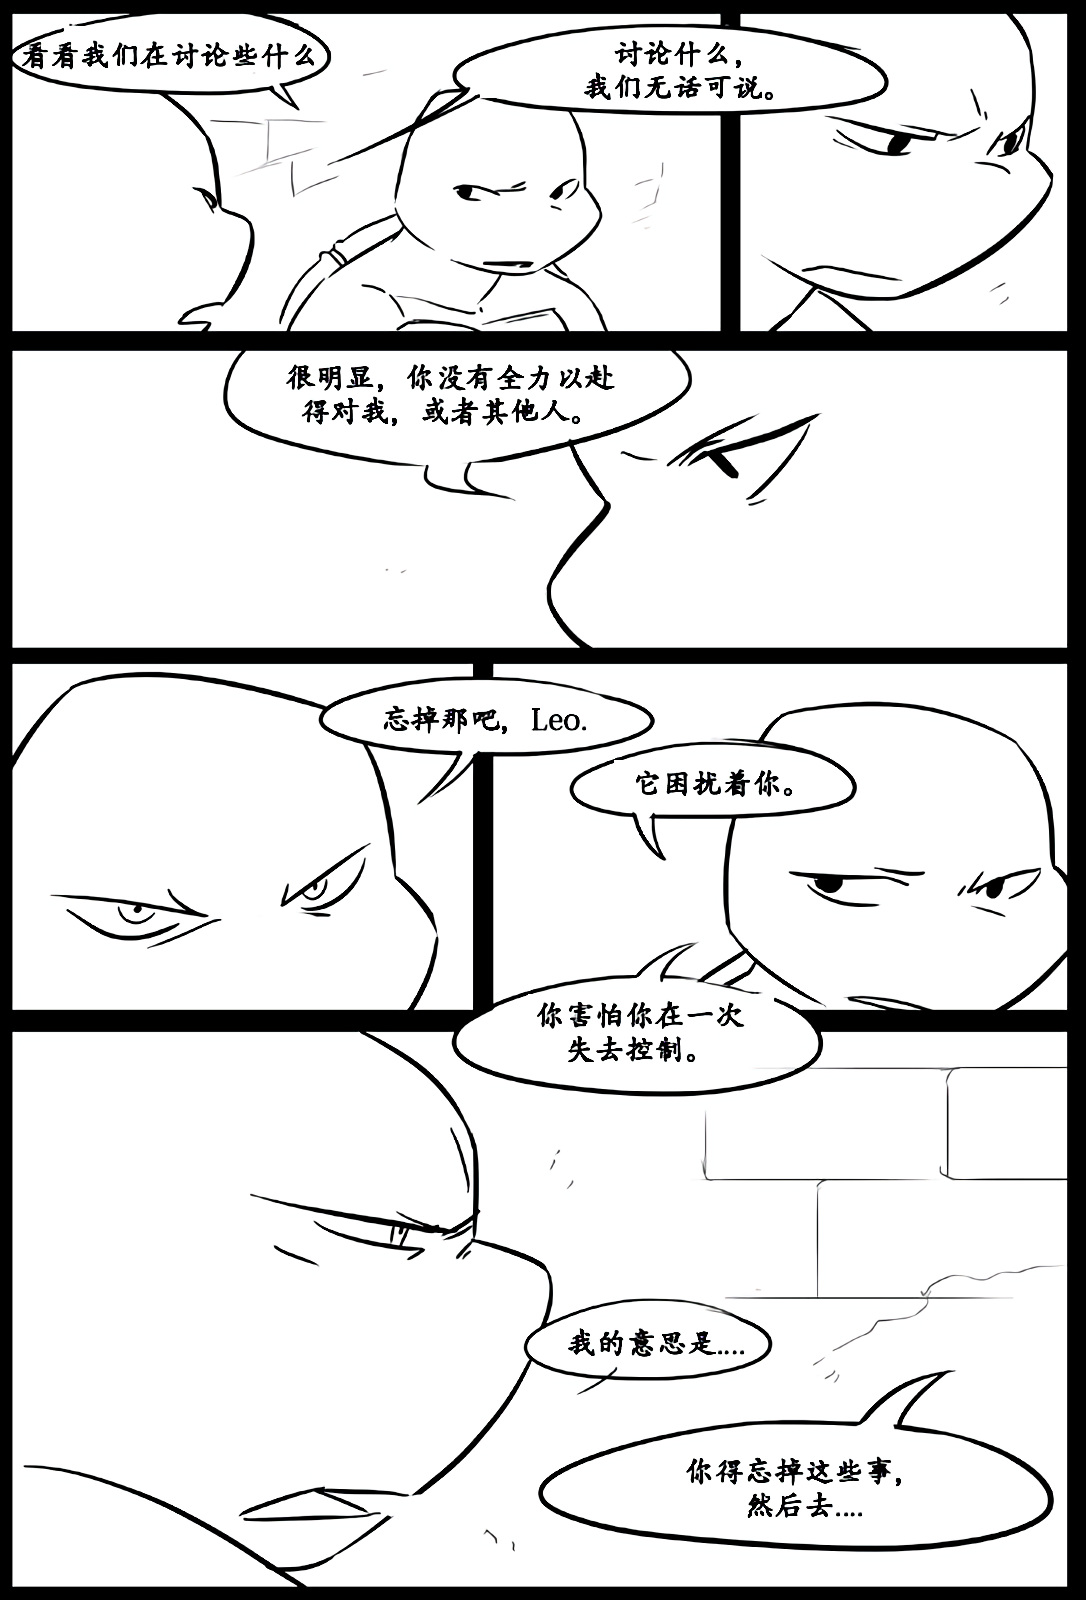 看看我们在讨论些什么
讨论什么，
我们无话可说。
很明显，你没有全力以赴
得对我，或者其他人。
忘掉那吧，Leo.
它困扰着你。
你害怕你在一次
失去控制。
我的意思是....
你得忘掉这些事，
然后去....